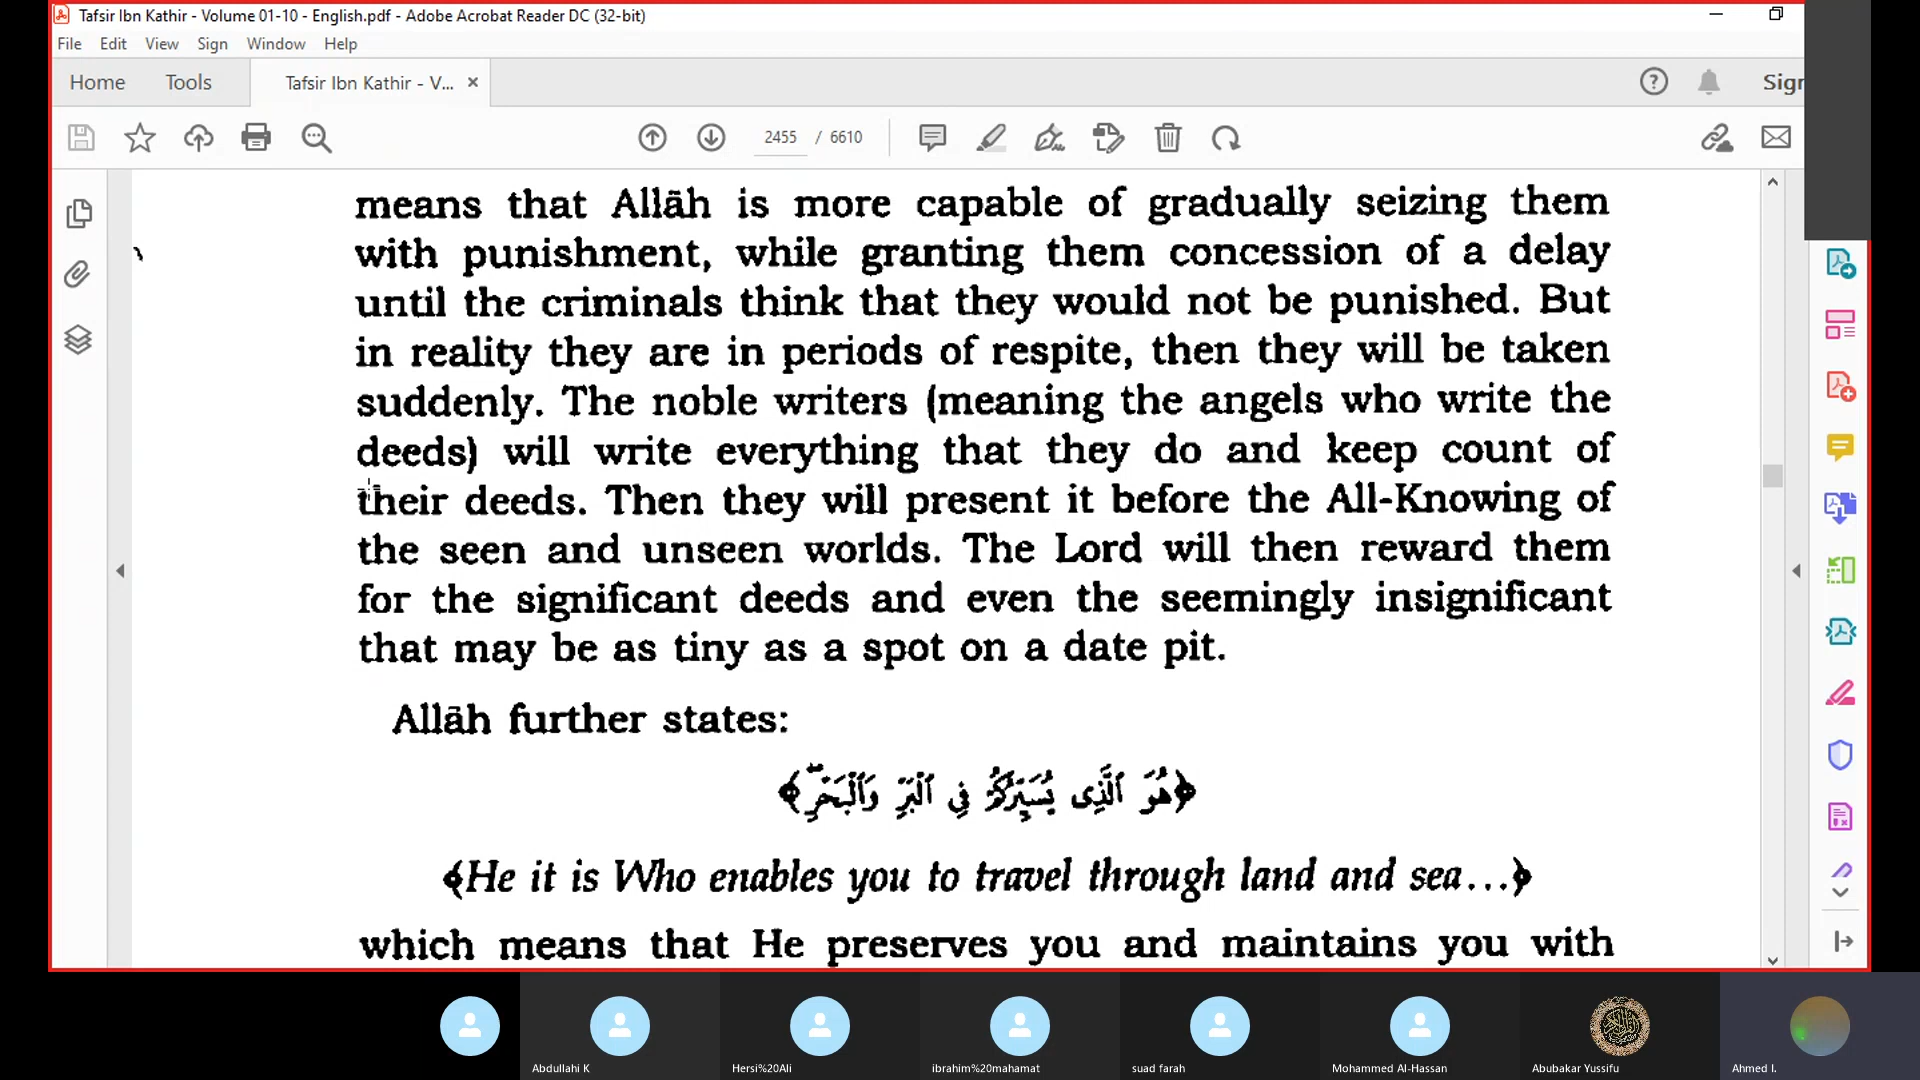 Tafsir Ibn Kathir - Volume 01-10 - English.pdf - Adobe Acrobat Reader DC (32-bit)
File Edit View Sign Window Help
Home Tools Tafsir Ibn Kathir - V... Sign
2455 / 6610
means that Allāh is more capable of gradually seizing them
with punishment, while granting them concession of a delay
until the criminals think that they would not be punished. But
in reality they are in periods of respite, then they will be taken
suddenly. The noble writers (meaning the angels who write the
deeds) will write everything that they do and keep count of
their deeds. Then they will present it before the All-Knowing of
the seen and unseen worlds. The Lord will then reward them
for the significant deeds and even the seemingly insignificant
that may be as tiny as a spot on a date pit.
Allāh further states:
﴿هُوَ ٱلَّذِى يُسَيِّرُكُمْ فِى ٱلْبَرِّ وَٱلْبَحْرِۖ﴾
﴾He it is Who enables you to travel through land and sea...﴿
which means that He preserves you and maintains you with
Abdullahi K
Hersi%20Ali
ibrahim%20mahamat
suad farah
Mohammed Al-Hassan
Abubakar Yussifu
Ahmed I.